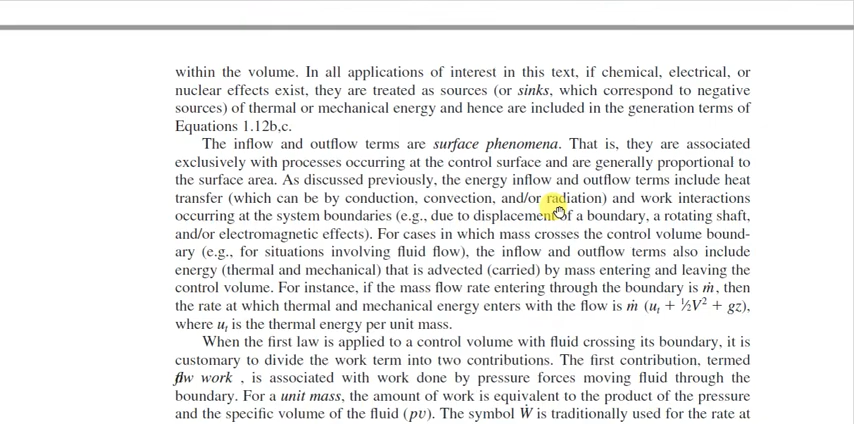 within the volume. In all applications of interest in this text, if chemical, electrical, or
nuclear effects exist, they are treated as sources (or sinks, which correspond to negative
sources) of thermal or mechanical energy and hence are included in the generation terms of
Equations 1.12b,c.
The inflow and outflow terms are surface phenomena. That is, they are associated
exclusively with processes occurring at the control surface and are generally proportional to
the surface area. As discussed previously, the energy inflow and outflow terms include heat
transfer (which can be by conduction, convection, and/or radiation) and work interactions
occurring at the system boundaries (e.g., due to displacement of a boundary, a rotating shaft,
and/or electromagnetic effects). For cases in which mass crosses the control volume bound-
ary (e.g., for situations involving fluid flow), the inflow and outflow terms also include
energy (thermal and mechanical) that is advected (carried) by mass entering and leaving the
control volume. For instance, if the mass flow rate entering through the boundary is ṁ, then
the rate at which thermal and mechanical energy enters with the flow is ṁ (uₜ + ½V² + gz),
where uₜ is the thermal energy per unit mass.
When the first law is applied to a control volume with fluid crossing its boundary, it is
customary to divide the work term into two contributions. The first contribution, termed
flw work , is associated with work done by pressure forces moving fluid through the
boundary. For a unit mass, the amount of work is equivalent to the product of the pressure
and the specific volume of the fluid (pv). The symbol Ẇ is traditionally used for the rate at